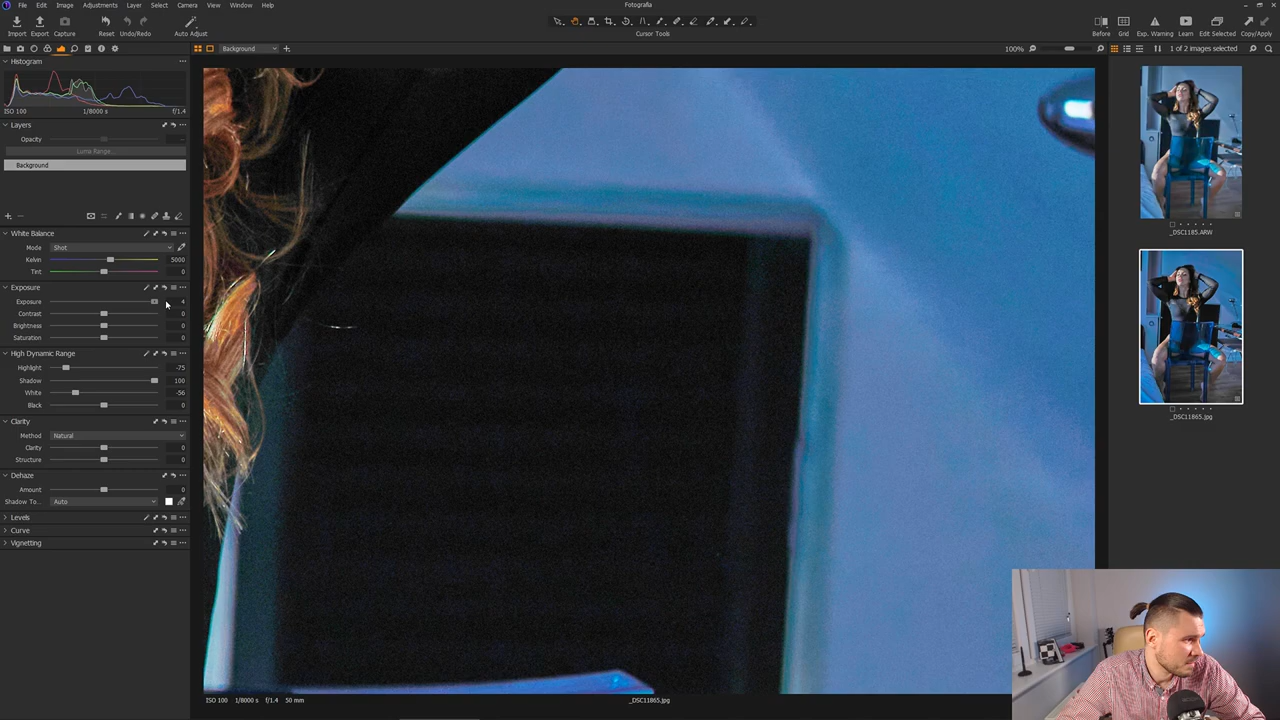 File Edit Image Adjustments Layer Select Camera View Window Help
Fotografia
Import Export Capture Reset Undo/Redo Auto Adjust
Cursor Tools
Before Grid Exp. Warning Learn Edit Selected Copy/Apply
Background
100%
1 of 2 images selected
Histogram
ISO 100 1/8000 s f/1.4
Layers
Opacity
Luma Range...
Background
White Balance
Mode Shot
Kelvin 5000
Tint 0
Exposure
Exposure 4
Contrast 0
Brightness 0
Saturation 0
High Dynamic Range
Highlight -75
Shadow 100
White -56
Black 0
Clarity
Method Natural
Clarity 0
Structure 0
Dehaze
Amount 0
Shadow To... Auto
Levels
Curve
Vignetting
_DSC1185.ARW
_DSC11865.jpg
ISO 100 1/8000 s f/1.4 50 mm
_DSC11865.jpg